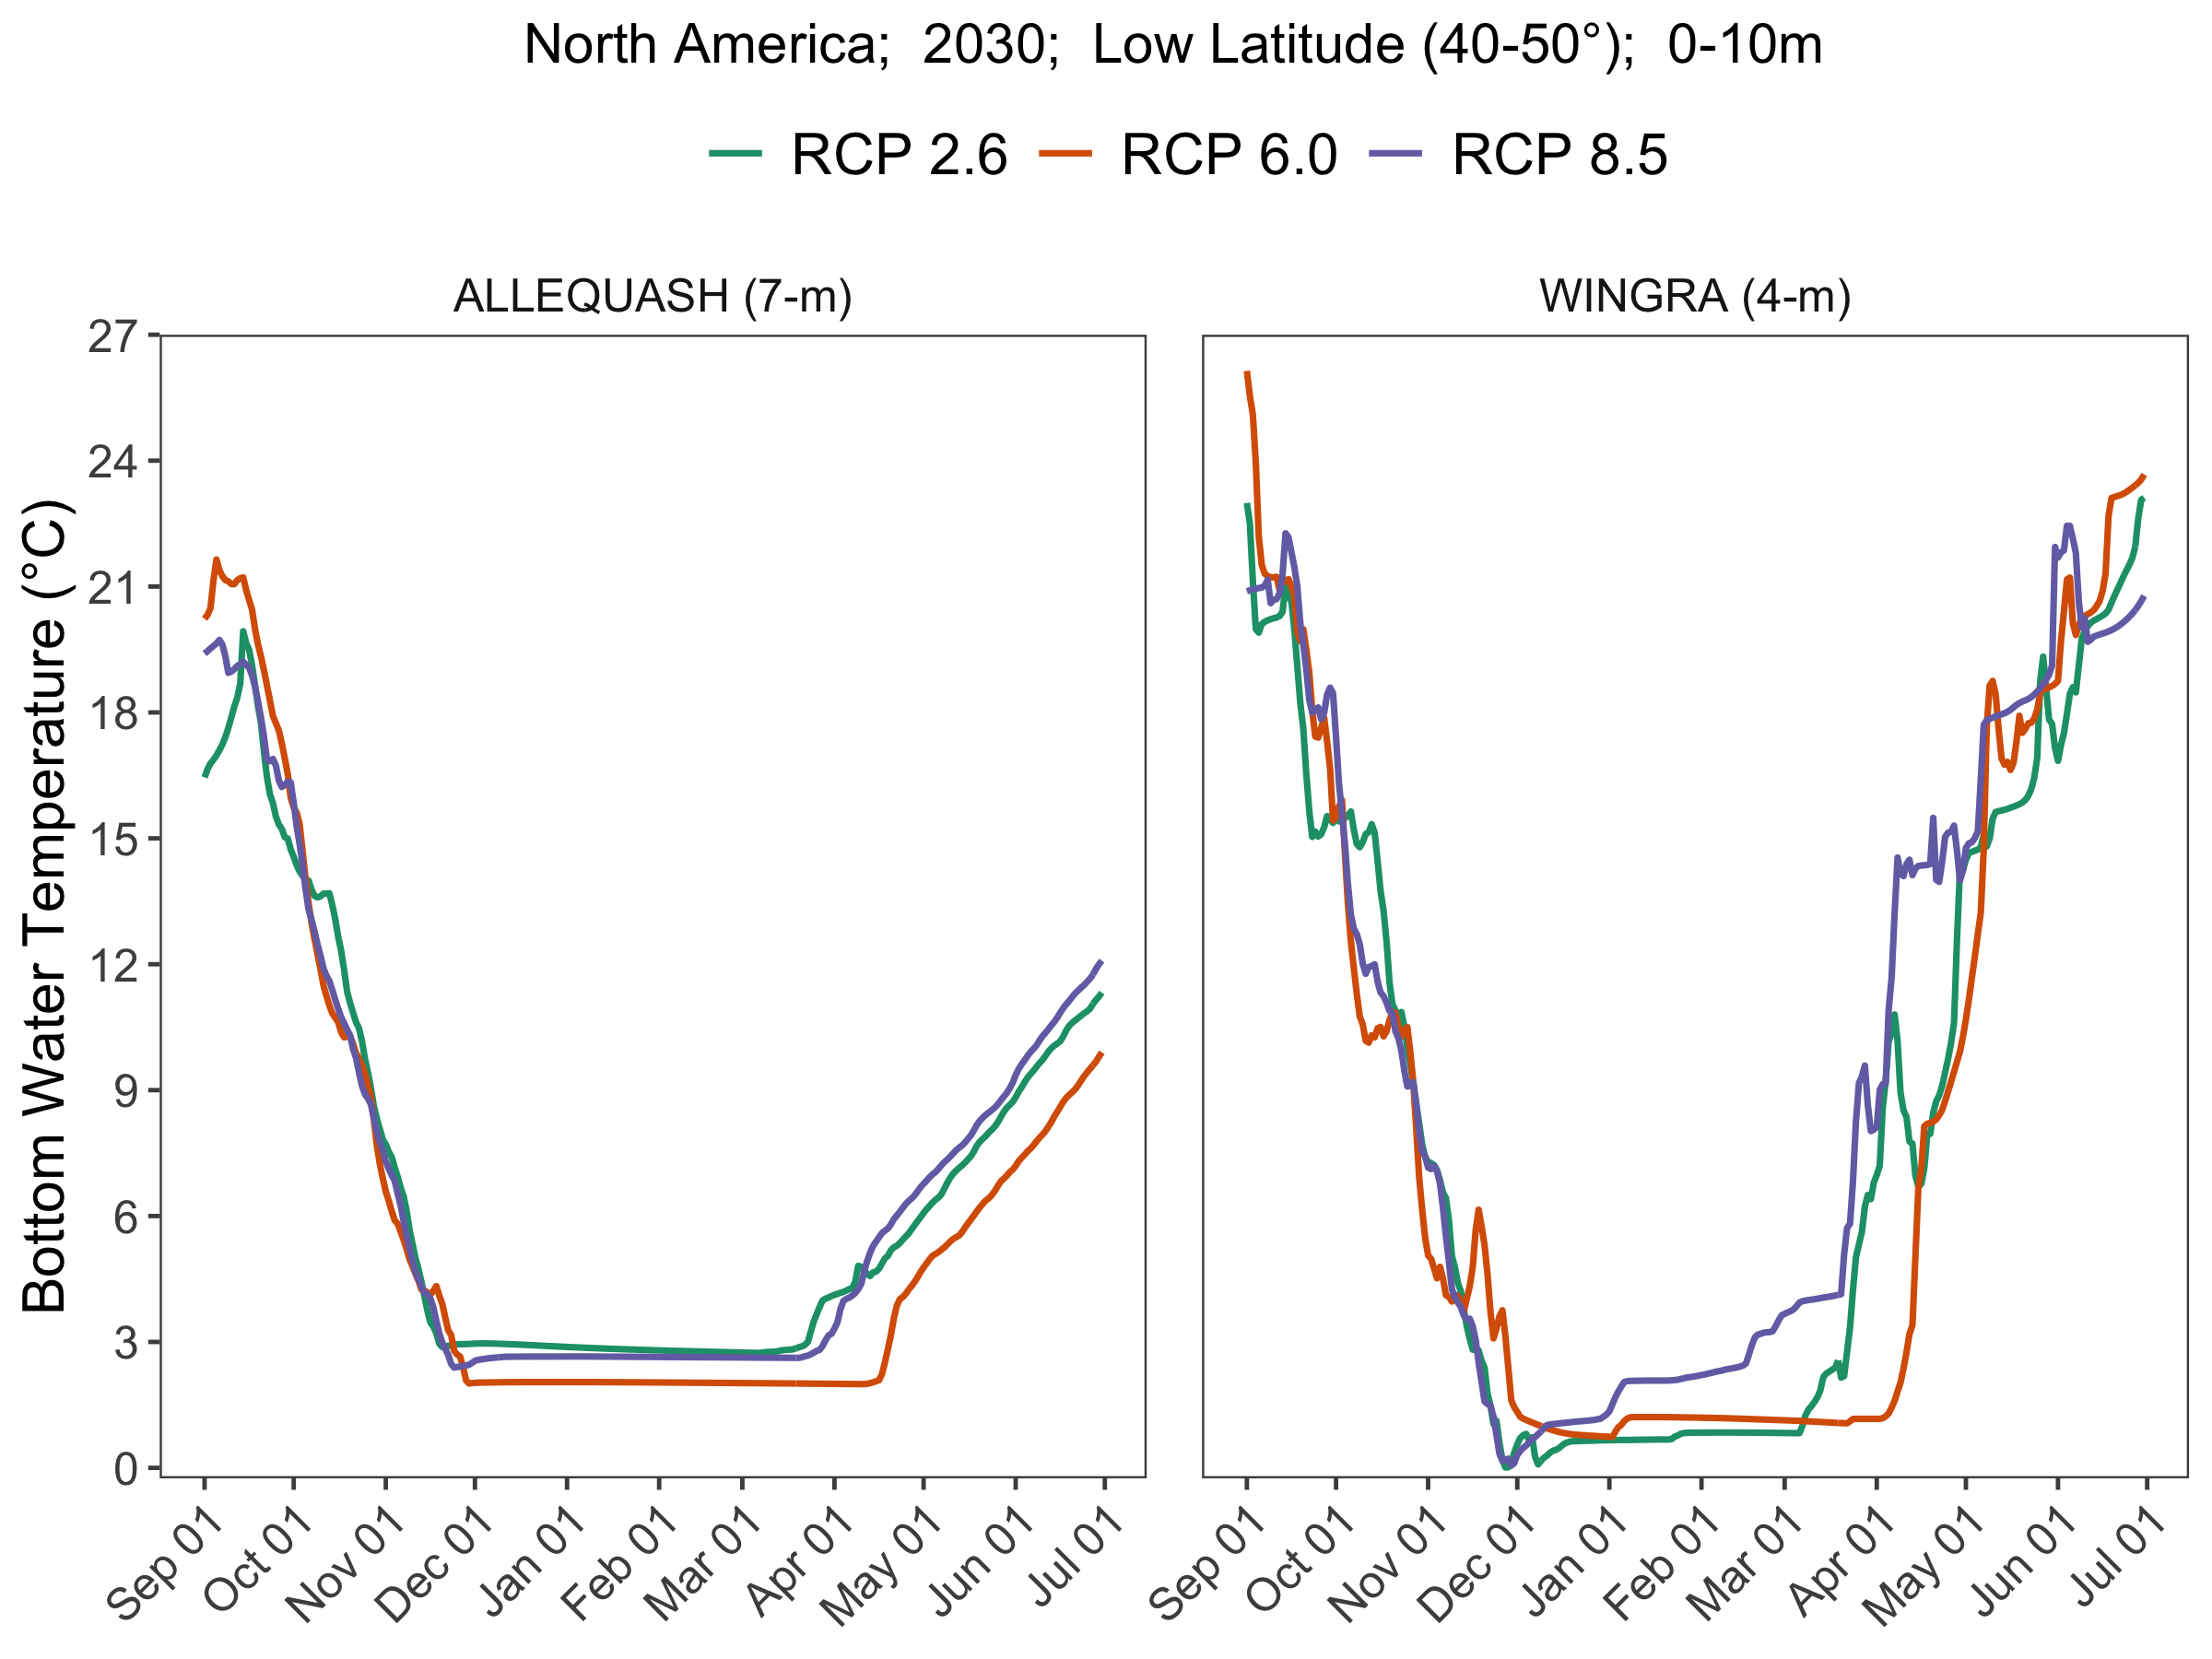 North America; 2030; Low Latitude (40-50°); 0-10m
RCP 2.6 RCP 6.0 RCP 8.5
ALLEQUASH (7-m) WINGRA (4-m)
Bottom Water Temperature (°C)
27
24
21
18
15
12
9
6
3
0
Sep 01 Oct 01 Nov 01 Dec 01 Jan 01 Feb 01 Mar 01 Apr 01 May 01 Jun 01 Jul 01 Sep 01 Oct 01 Nov 01 Dec 01 Jan 01 Feb 01 Mar 01 Apr 01 May 01 Jun 01 Jul 01